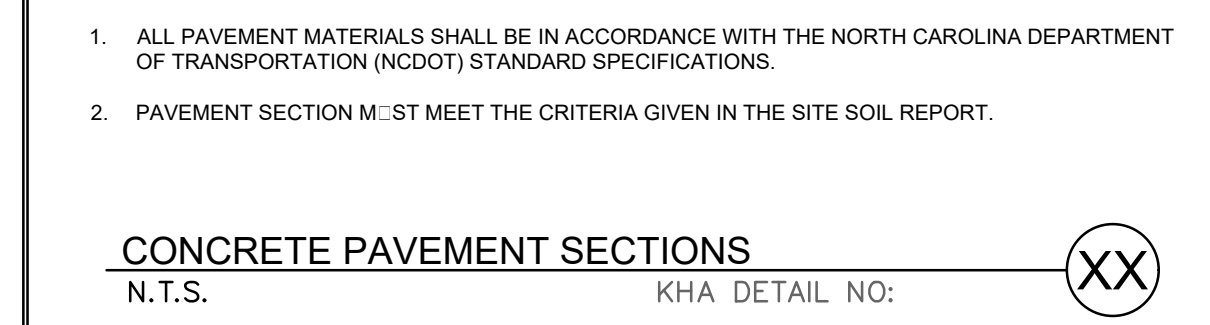 1. ALL PAVEMENT MATERIALS SHALL BE IN ACCORDANCE WITH THE NORTH CAROLINA DEPARTMENT
OF TRANSPORTATION (NCDOT) STANDARD SPECIFICATIONS.
2. PAVEMENT SECTION M□ST MEET THE CRITERIA GIVEN IN THE SITE SOIL REPORT.
CONCRETE PAVEMENT SECTIONS
XX
N.T.S. KHA DETAIL NO: